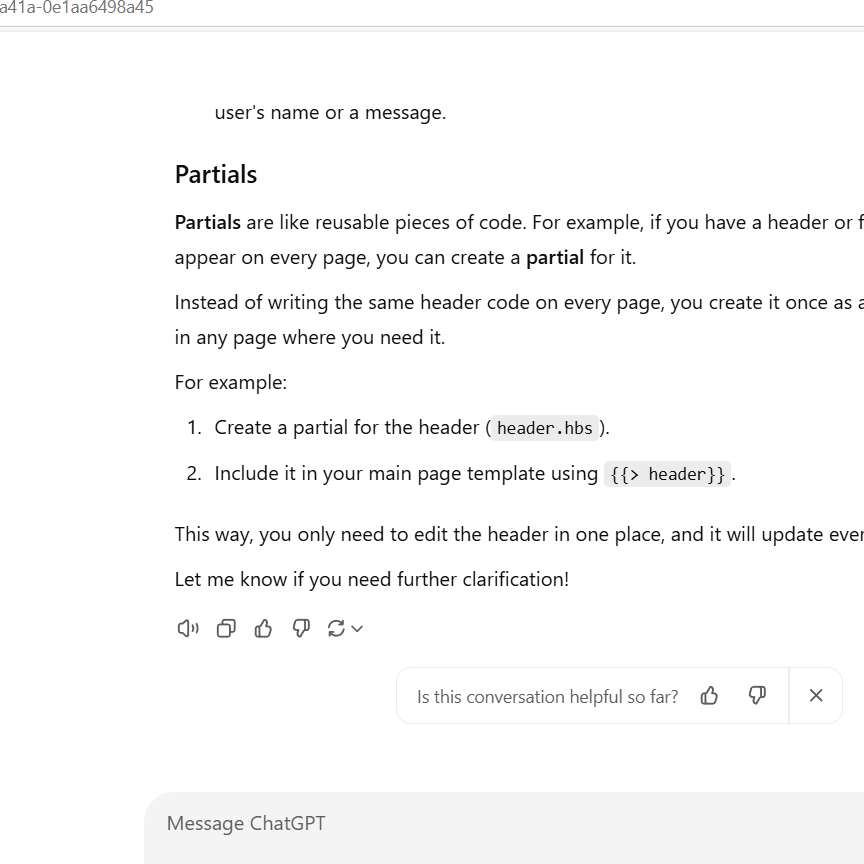 a41a-0e1aa6498a45
user's name or a message.
Partials
Partials are like reusable pieces of code. For example, if you have a header or f
appear on every page, you can create a partial for it.
Instead of writing the same header code on every page, you create it once as a
in any page where you need it.
For example:
1. Create a partial for the header (header.hbs).
2. Include it in your main page template using {{> header}}.
This way, you only need to edit the header in one place, and it will update ever
Let me know if you need further clarification!
Is this conversation helpful so far?
Message ChatGPT